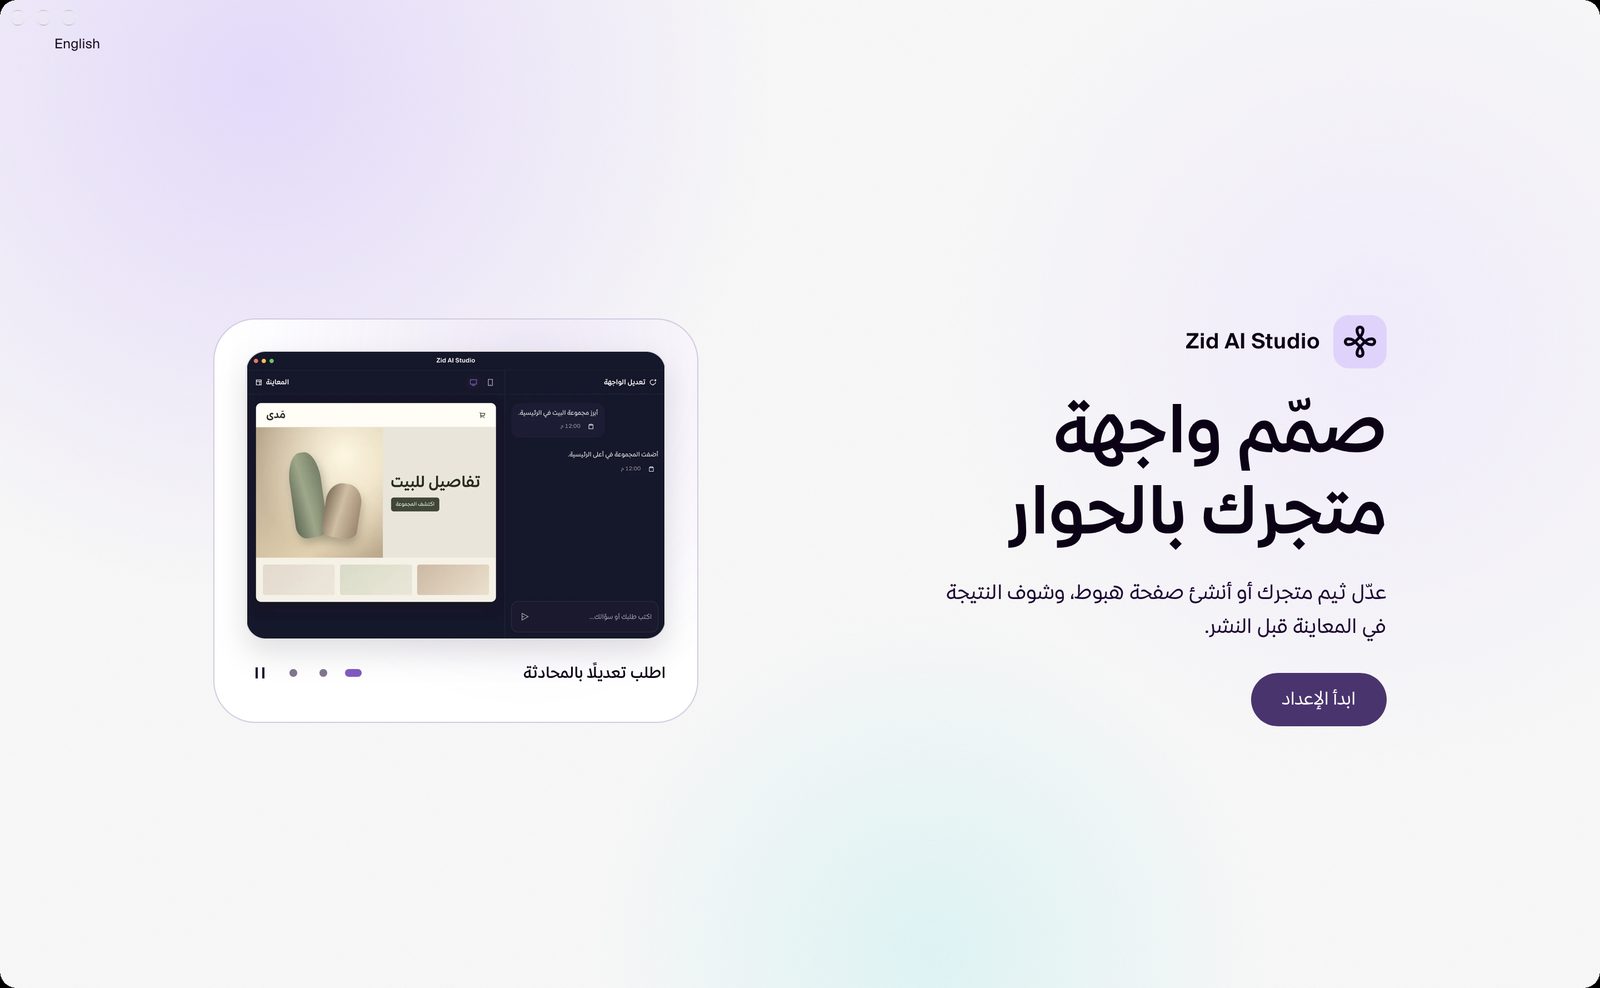 English
Zid AI Studio
صمّم واجهة
متجرك بالحوار
عدّل ثيم متجرك أو أنشئ صفحة هبوط، وشوف النتيجة
في المعاينة قبل النشر.
ابدأ الإعداد
Zid AI Studio
تعديل الواجهة
أبرز مجموعة البيت في الرئيسية.
12:00 م
أضفت المجموعة في أعلى الرئيسية.
12:00 م
اكتب طلبك أو سؤالك...
المعاينة
مَدى
تفاصيل للبيت
اكتشف المجموعة
اطلب تعديلًا بالمحادثة